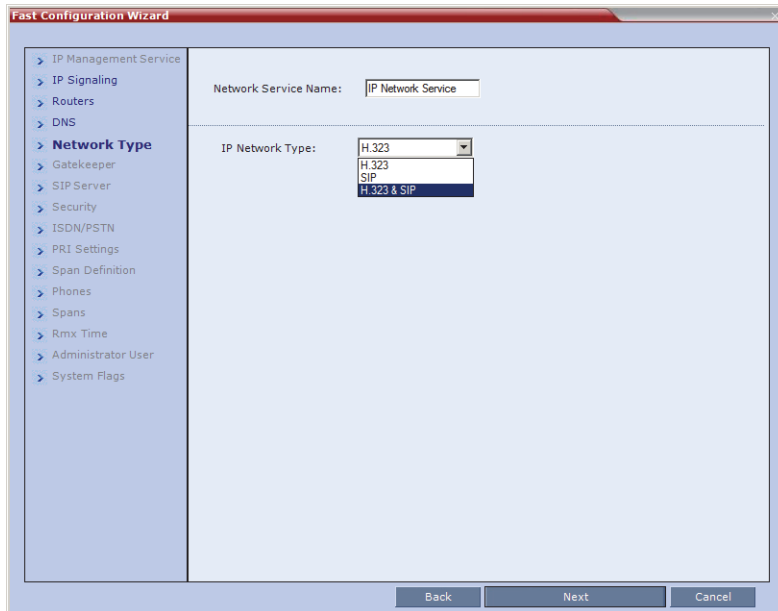 Fast Configuration Wizard
IP Management Service
IP Signaling
Routers
DNS
Network Type
Gatekeeper
SIP Server
Security
ISDN/PSTN
PRI Settings
Span Definition
Phones
Spans
Rmx Time
Administrator User
System Flags
Network Service Name: IP Network Service
IP Network Type: H.323
H.323
SIP
H.323 & SIP
Back Next Cancel